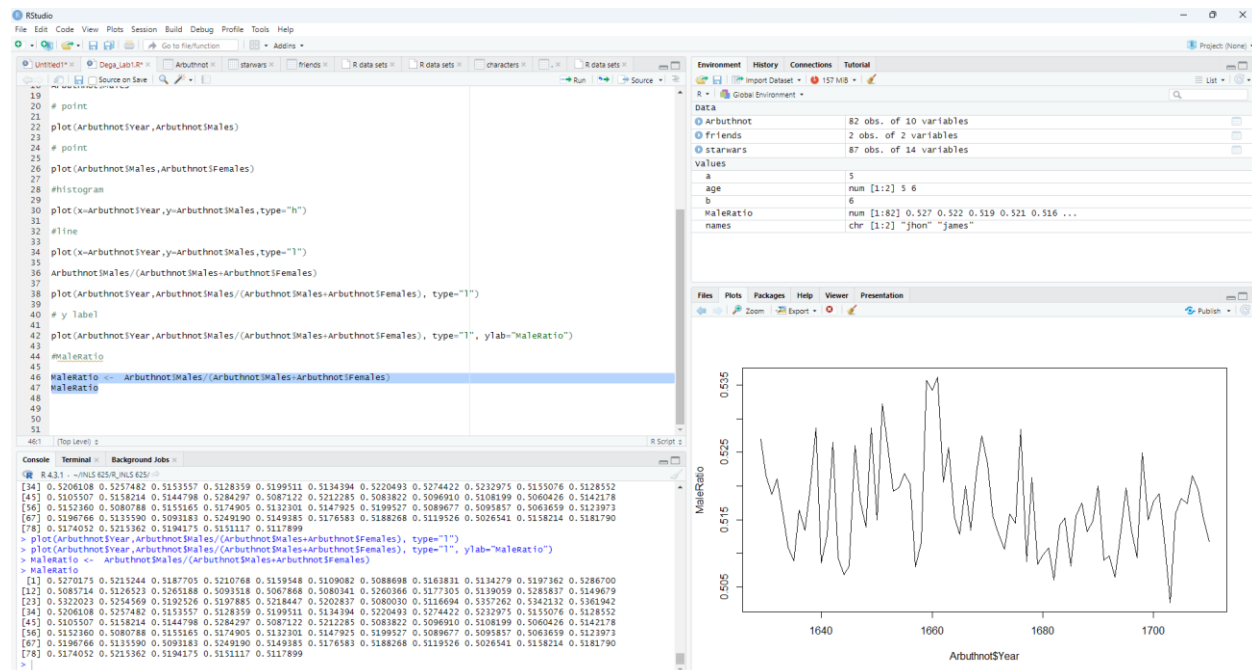 RStudio
File Edit Code View Plots Session Build Debug Profile Tools Help
Go to file/function Addins Project: (None)
Untitled1* Dega_Lab1.R* Arbuthnot starwars friends R data sets R data sets characters . R data sets
Source on Save Run Source
18 Arbuthnot$Males
19
20 # point
21
22 plot(Arbuthnot$Year,Arbuthnot$Males)
23
24 # point
25
26 plot(Arbuthnot$Males,Arbuthnot$Females)
27
28 #histogram
29
30 plot(x=Arbuthnot$Year,y=Arbuthnot$Males,type="h")
31
32 #line
33
34 plot(x=Arbuthnot$Year,y=Arbuthnot$Males,type="l")
35
36 Arbuthnot$Males/(Arbuthnot$Males+Arbuthnot$Females)
37
38 plot(Arbuthnot$Year,Arbuthnot$Males/(Arbuthnot$Males+Arbuthnot$Females), type="l")
39
40 # y label
41
42 plot(Arbuthnot$Year,Arbuthnot$Males/(Arbuthnot$Males+Arbuthnot$Females), type="l", ylab="MaleRatio")
43
44 #MaleRatio
45
46 MaleRatio <-  Arbuthnot$Males/(Arbuthnot$Males+Arbuthnot$Females)
47 MaleRatio
48
49
50
51
46:1 (Top Level) R Script
Console Terminal Background Jobs
R 4.3.1 · ~/INLS 625/R_INLS 625/
[34] 0.5206108 0.5257482 0.5153557 0.5128359 0.5199511 0.5134394 0.5220493 0.5274422 0.5232975 0.5155076 0.5128552
[45] 0.5105507 0.5158214 0.5144798 0.5284297 0.5087122 0.5212285 0.5083822 0.5096910 0.5108199 0.5060426 0.5142178
[56] 0.5152360 0.5080788 0.5155165 0.5174905 0.5132301 0.5147925 0.5199527 0.5089677 0.5095857 0.5063659 0.5123973
[67] 0.5196766 0.5135590 0.5093183 0.5249190 0.5149385 0.5176583 0.5188268 0.5119526 0.5026541 0.5158214 0.5181790
[78] 0.5174052 0.5215362 0.5194175 0.5151117 0.5117899
> plot(Arbuthnot$Year,Arbuthnot$Males/(Arbuthnot$Males+Arbuthnot$Females), type="l")
> plot(Arbuthnot$Year,Arbuthnot$Males/(Arbuthnot$Males+Arbuthnot$Females), type="l", ylab="MaleRatio")
> MaleRatio <-  Arbuthnot$Males/(Arbuthnot$Males+Arbuthnot$Females)
> MaleRatio
[1] 0.5270175 0.5215244 0.5187705 0.5210768 0.5159548 0.5109082 0.5088698 0.5163831 0.5134279 0.5197362 0.5286700
[12] 0.5085714 0.5126523 0.5265188 0.5093518 0.5067868 0.5080341 0.5260366 0.5177305 0.5139059 0.5285837 0.5149679
[23] 0.5322023 0.5254569 0.5192526 0.5197885 0.5218447 0.5202837 0.5080030 0.5116694 0.5357262 0.5342132 0.5361942
[34] 0.5206108 0.5257482 0.5153557 0.5128359 0.5199511 0.5134394 0.5220493 0.5274422 0.5232975 0.5155076 0.5128552
[45] 0.5105507 0.5158214 0.5144798 0.5284297 0.5087122 0.5212285 0.5083822 0.5096910 0.5108199 0.5060426 0.5142178
[56] 0.5152360 0.5080788 0.5155165 0.5174905 0.5132301 0.5147925 0.5199527 0.5089677 0.5095857 0.5063659 0.5123973
[67] 0.5196766 0.5135590 0.5093183 0.5249190 0.5149385 0.5176583 0.5188268 0.5119526 0.5026541 0.5158214 0.5181790
[78] 0.5174052 0.5215362 0.5194175 0.5151117 0.5117899
>
Environment History Connections Tutorial
Import Dataset 157 MiB List
R Global Environment
Data
Arbuthnot 82 obs. of 10 variables
friends 2 obs. of 2 variables
starwars 87 obs. of 14 variables
values
a 5
age num [1:2] 5 6
b 6
MaleRatio num [1:82] 0.527 0.522 0.519 0.521 0.516 ...
names chr [1:2] "jhon" "james"
Files Plots Packages Help Viewer Presentation
Zoom Export Publish
0.535
0.525
0.515
0.505
MaleRatio
1640 1660 1680 1700
Arbuthnot$Year